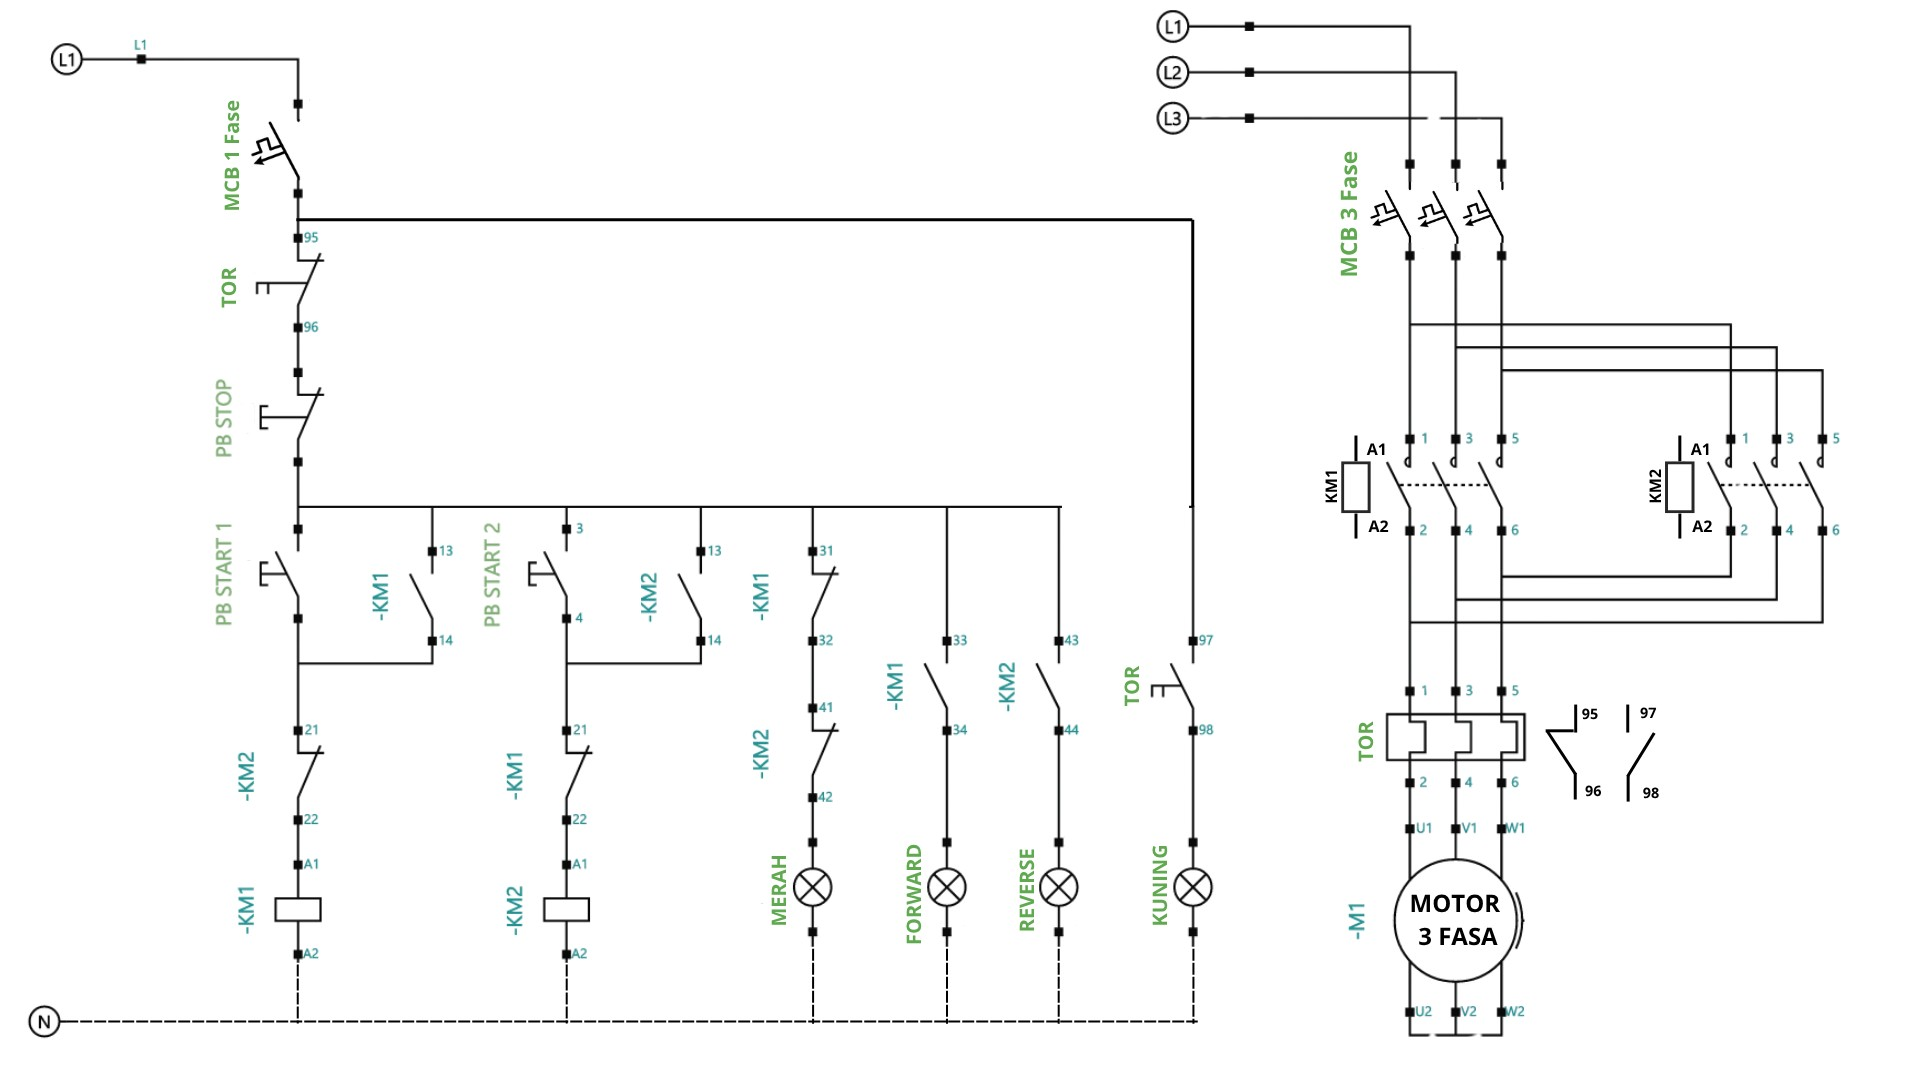 L1
L1
MCB 1 Fase
95
TOR
96
PB STOP
PB START 1
13
-KM1
14
PB START 2
3
4
13
-KM2
14
31
-KM1
32
41
-KM2
42
33
-KM1
34
43
-KM2
44
97
TOR
98
21
-KM2
22
A1
-KM1
A2
21
-KM1
22
A1
-KM2
A2
MERAH
FORWARD
REVERSE
KUNING
N
L1
L2
L3
MCB 3 Fase
KM1
A1
A2
1
3
5
2
4
6
KM2
A1
A2
1
3
5
2
4
6
1
3
5
TOR
2
4
6
95
97
96
98
U1
V1
W1
-M1
MOTOR
3 FASA
U2
V2
W2